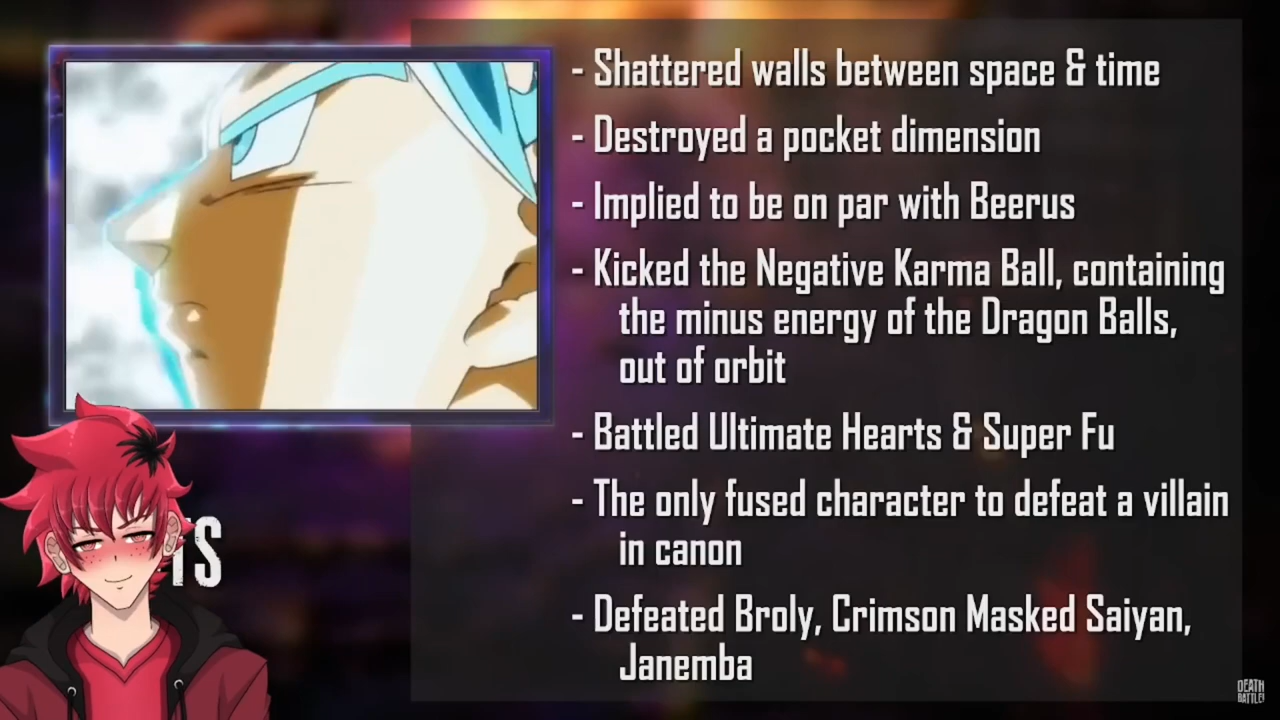 - Shattered walls between space & time
- Destroyed a pocket dimension
- Implied to be on par with Beerus
- Kicked the Negative Karma Ball, containing
the minus energy of the Dragon Balls,
out of orbit
- Battled Ultimate Hearts & Super Fu
- The only fused character to defeat a villain
in canon
- Defeated Broly, Crimson Masked Saiyan,
Janemba
DEATH
BATTLE!